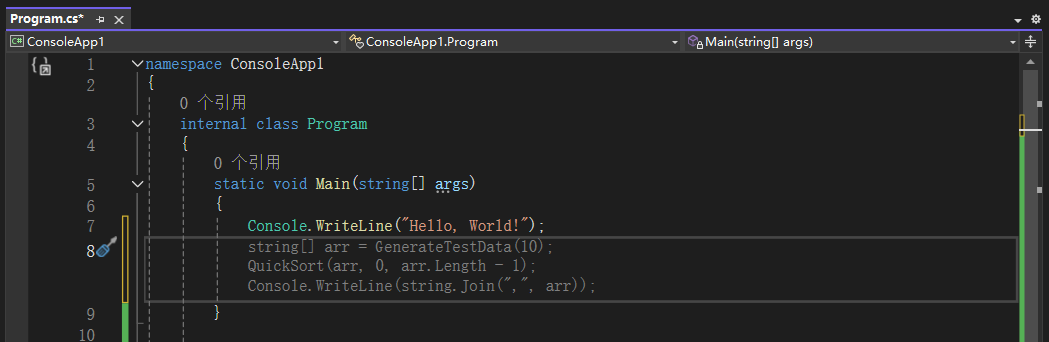 Program.cs*
ConsoleApp1 ConsoleApp1.Program Main(string[] args)
1 namespace ConsoleApp1
2 {
0 个引用
3 internal class Program
4 {
0 个引用
5 static void Main(string[] args)
6 {
7 Console.WriteLine("Hello, World!");
8 string[] arr = GenerateTestData(10);
QuickSort(arr, 0, arr.Length - 1);
Console.WriteLine(string.Join(",", arr));
9 }
10